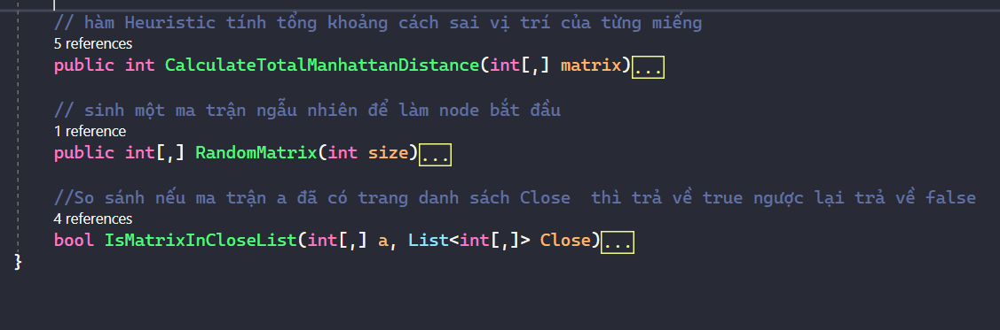 // hàm Heuristic tính tổng khoảng cách sai vị trí của từng miếng
5 references
public int CalculateTotalManhattanDistance(int[,] matrix)...
// sinh một ma trận ngẫu nhiên để làm node bắt đầu
1 reference
public int[,] RandomMatrix(int size)...
//So sánh nếu ma trận a đã có trang danh sách Close  thì trả về true ngược lại trả về false
4 references
bool IsMatrixInCloseList(int[,] a, List<int[,]> Close)...
}